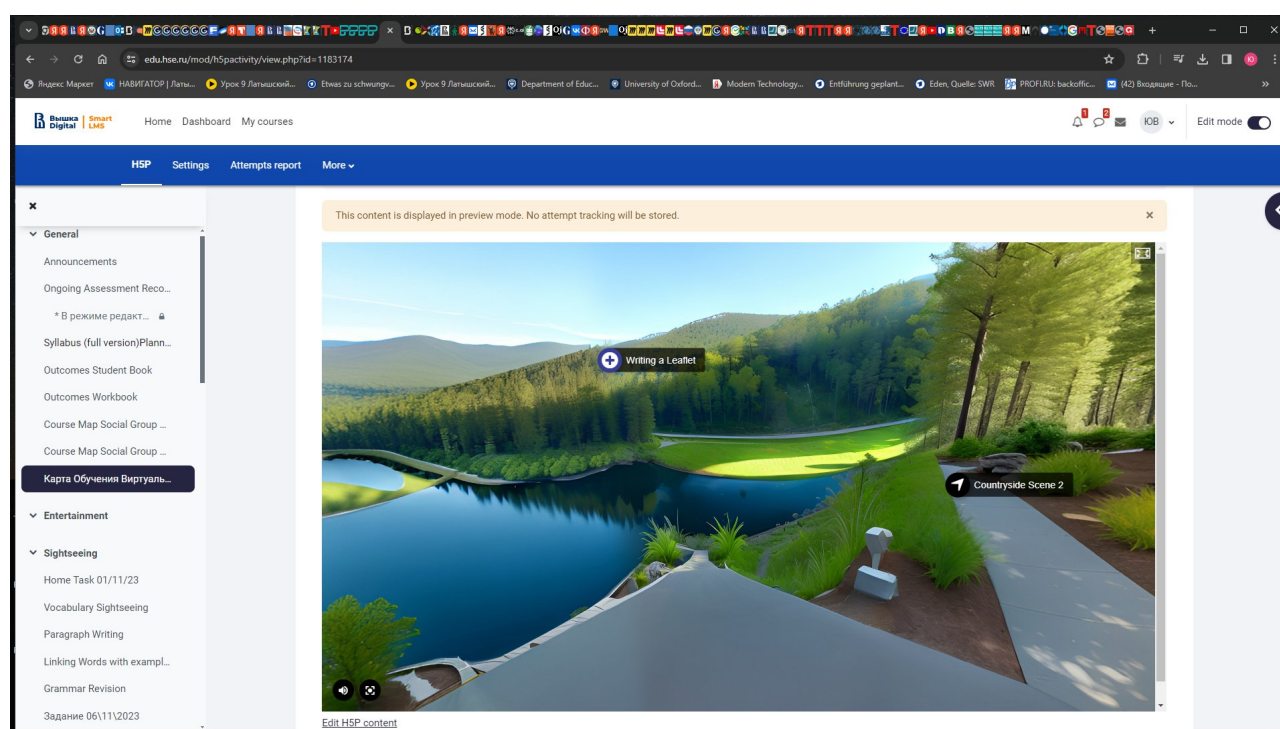 edu.hse.ru/mod/h5pactivity/view.php?id=1183174
Яндекс Маркет НАВИГАТОР | Латы... Урок 9 Латышский... Etwas zu schwungv... Урок 9 Латышский... Department of Educ... University of Oxford... Modern Technology... Entführung geplant... Eden, Quelle: SWR PROFI.RU: backoffic... (42) Входящие - По... »
Вышка Digital | Smart LMS Home Dashboard My courses 1 2 ЮВ Edit mode
H5P Settings Attempts report More
This content is displayed in preview mode. No attempt tracking will be stored.
General
Announcements
Ongoing Assessment Reco...
* В режиме редакт...
Syllabus (full version)Plann...
Outcomes Student Book
Outcomes Workbook
Course Map Social Group ...
Course Map Social Group ...
Карта Обучения Виртуаль...
Entertainment
Sightseeing
Home Task 01/11/23
Vocabulary Sightseeing
Paragraph Writing
Linking Words with exampl...
Grammar Revision
Задание 06\11\2023
Writing a Leaflet
Countryside Scene 2
Edit H5P content